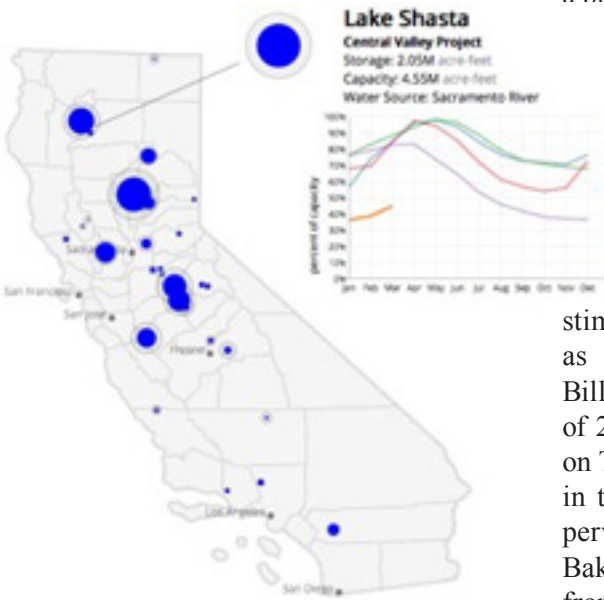 Lake Shasta
Central Valley Project
Storage: 2.05M acre-feet
Capacity: 4.55M acre-feet
Water Source: Sacramento River
percent of capacity
100%
90%
80%
70%
60%
50%
40%
30%
20%
10%
0%
Jan Feb Mar Apr May Jun Jul Aug Sep Oct Nov Dec
San Francisco
San Jose
Fresno
Los Angeles
San Diego
stim
as
Bill
of 2
on T
in t
perv
Bak